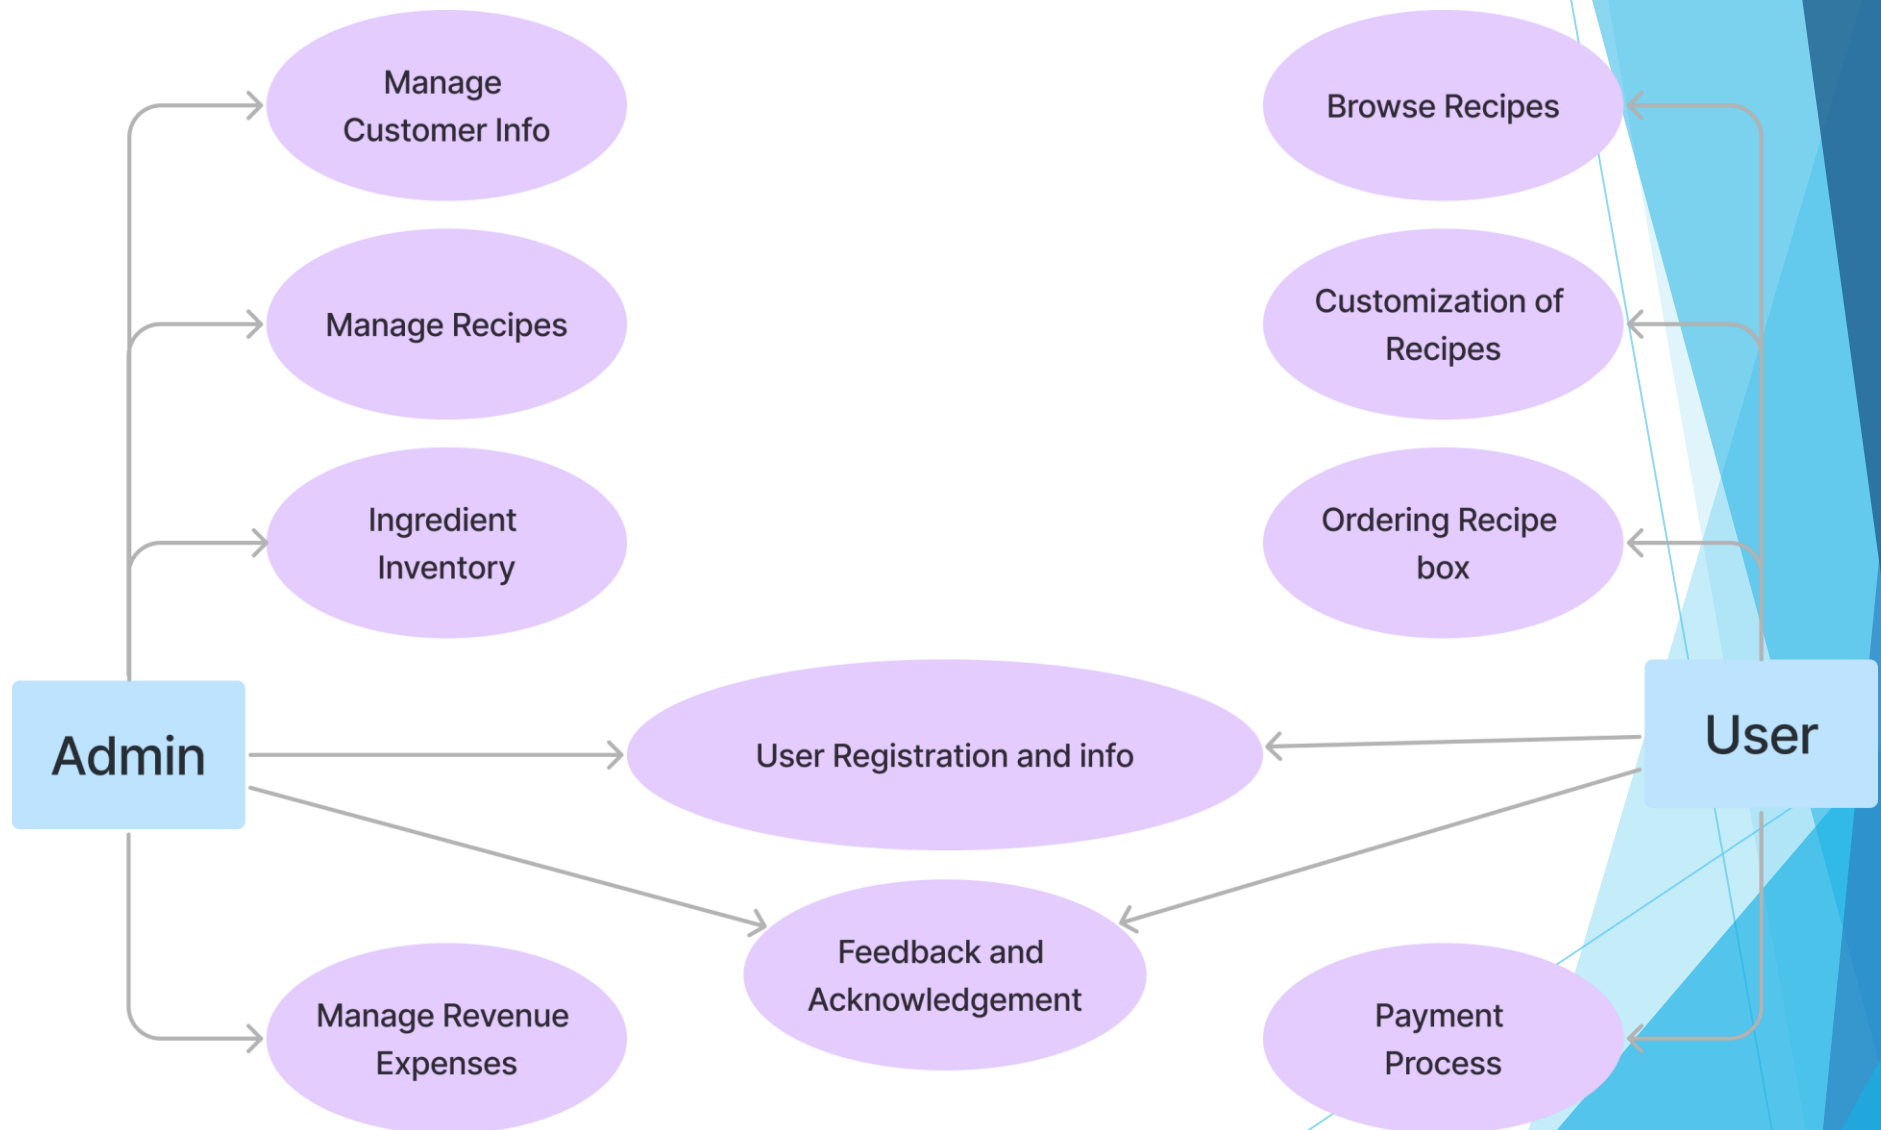 Manage
Customer Info
Browse Recipes
Manage Recipes
Customization of
Recipes
Ingredient
Inventory
Ordering Recipe
box
Admin
User Registration and info
User
Feedback and
Acknowledgement
Manage Revenue
Expenses
Payment
Process